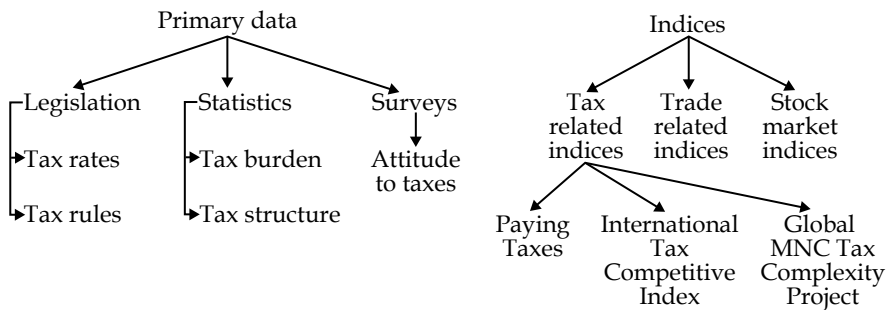 Primary data
Legislation
Tax rates
Tax rules
Statistics
Tax burden
Tax structure
Surveys
Attitude
to taxes
Indices
Tax
related
indices
Trade
related
indices
Stock
market
indices
Paying
Taxes
International
Tax
Competitive
Index
Global
MNC Tax
Complexity
Project